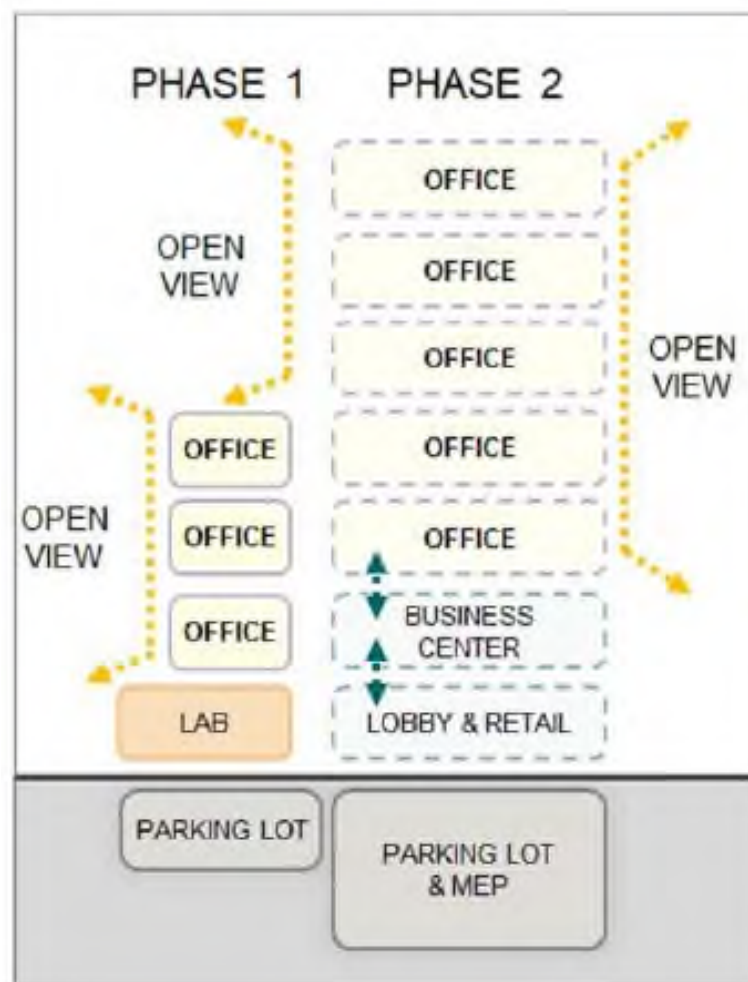 PHASE 1
PHASE 2
OFFICE
OPEN
VIEW
OFFICE
OFFICE
OPEN
VIEW
OFFICE
OFFICE
OPEN
VIEW
OFFICE
OFFICE
OFFICE
BUSINESS
CENTER
LAB
LOBBY & RETAIL
PARKING LOT
PARKING LOT
& MEP